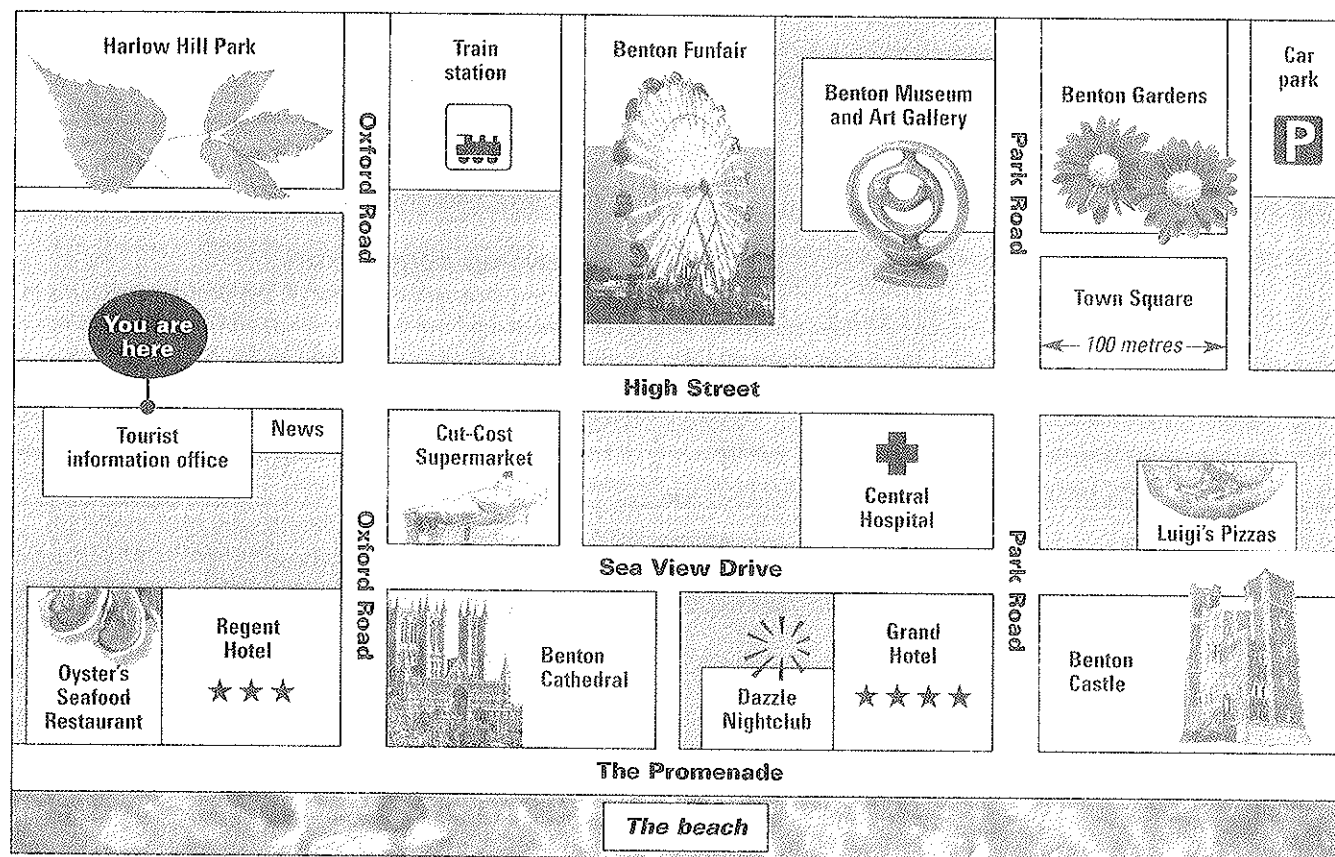 Harlow Hill Park
Oxford Road
Train
station
Benton Funfair
Benton Museum
and Art Gallery
Park Road
Benton Gardens
Car
park
P
Town Square
100 metres
You are
here
High Street
Tourist
information office
News
Oxford Road
Cut-Cost
Supermarket
Central
Hospital
Park Road
Luigi's Pizzas
Sea View Drive
Oyster's
Seafood
Restaurant
Regent
Hotel
Benton
Cathedral
Dazzle
Nightclub
Grand
Hotel
Benton
Castle
The Promenade
The beach